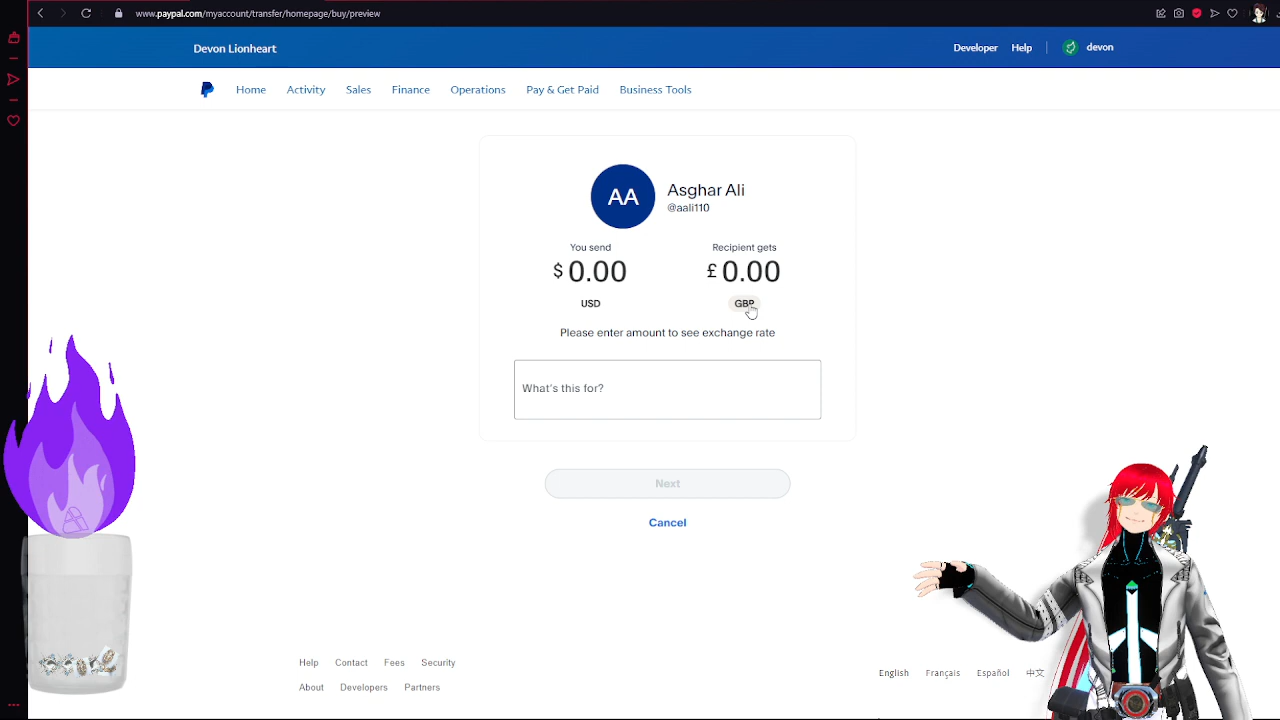 www.paypal.com/myaccount/transfer/homepage/buy/preview
Devon Lionheart
Developer Help devon
Home Activity Sales Finance Operations Pay & Get Paid Business Tools
AA
Asghar Ali
@aali110
You send
Recipient gets
$ 0.00
£ 0.00
USD
GBP
Please enter amount to see exchange rate
What's this for?
Next
Cancel
Help Contact Fees Security
English Français Español 中文
About Developers Partners